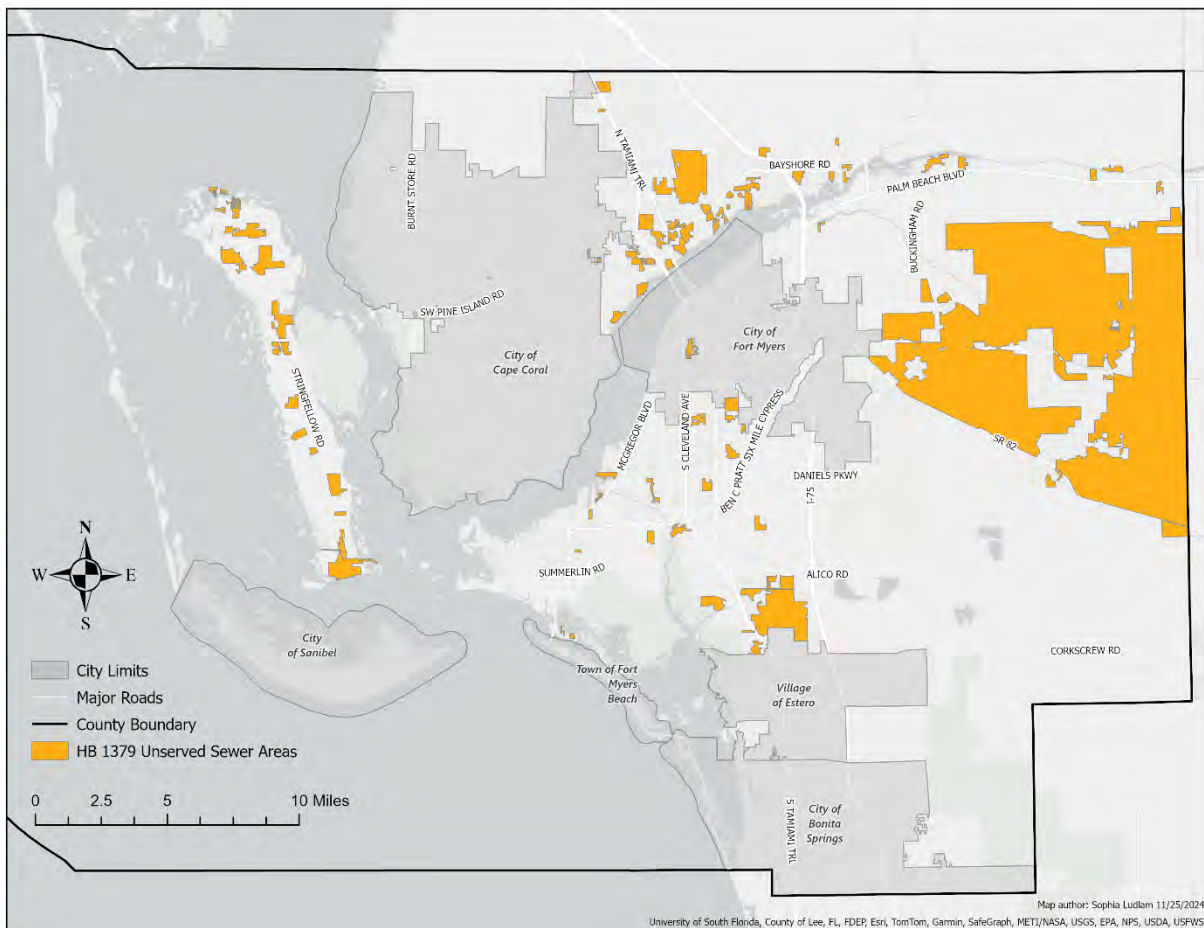 N TAMIAMI TRL
BAYSHORE RD
PALM BEACH BLVD
BURNT STORE RD
BUCKINGHAM RD
SW PINE ISLAND RD
City of
Cape Coral
City of
Fort Myers
STRINGFELLOW RD
MCGREGOR BLVD
S CLEVELAND AVE
BEN C PRATT SIX MILE CYPRESS
SR 82
DANIELS PKWY
I-75
N
W
E
S
SUMMERLIN RD
ALICO RD
City
of Sanibel
CORKSCREW RD
Town of Fort
Myers
Beach
Village
of Estero
City Limits
Major Roads
County Boundary
HB 1379 Unserved Sewer Areas
0 2.5 5 10 Miles
S TAMIAMI TRL
City of
Bonita
Springs
Map author: Sophia Ludlam 11/25/2024
University of South Florida, County of Lee, FL, FDEP, Esri, TomTom, Garmin, SafeGraph, METI/NASA, USGS, EPA, NPS, USDA, USFWS